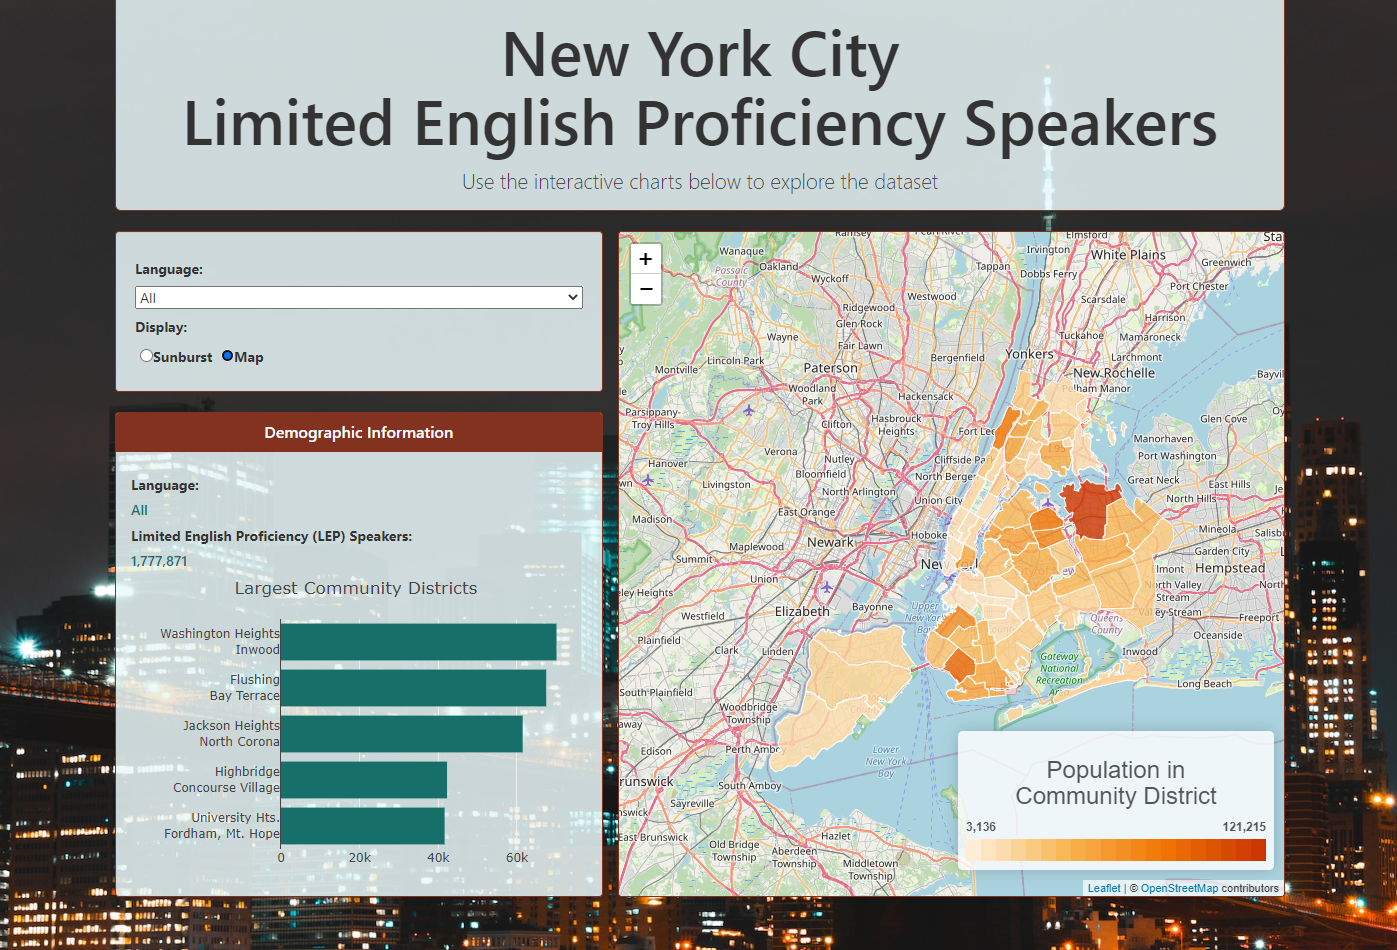 New York City
Limited English Proficiency Speakers
Use the interactive charts below to explore the dataset
Language:
All
Display:
Sunburst Map
Demographic Information
Language:
All
Limited English Proficiency (LEP) Speakers:
1,777,871
Largest Community Districts
Washington Heights
Inwood
Flushing
Bay Terrace
Jackson Heights
North Corona
Highbridge
Concourse Village
University Hts.
Fordham, Mt. Hope
0 20k 40k 60k
+
−
Ramsey
Elmsford
Sta
Wanaque
Irvington
White Plains
Oakland
Tappan
Greenwich
Passaic
County
Wyckoff
Dobbs Ferry
Port Chester
Westwood
Scarsdale
Ridgewood
Harrison
Glen Rock
Wayne
Tuckahoe
Mamaroneck
Fair Lawn
Lincoln Park
Bergenfield
Yonkers
Larchmont
Montville
Paterson
New Rochelle
Bayvil
Woodland
Park
Hackensack
Parsippany-
Troy Hills
Clifton
Hasbrouck
Heights
Fort Lee
Glen Cove
Manorhaven
Verona
Cliffside Pa
Port Washington
Hanover
Nutley
Bloomfield
North Bergen
Great Neck
Livingston
North Arlington
East Hills
Union City
North Hills
Madison
East Orange
Mineola
Maplewood
Newark
Hoboke
Garden City
Park
Summit
Hempstead
Union
Valley
Stream
North Valley
Stream
Elizabeth
Bayonne
Upper
New York
Bay
Freeport
Westfield
Queens
County
Oceanside
Plainfield
Clark
Linden
Inwood
Gateway
National
Recreation
Area
South Plainfield
Long Beach
Woodbridge
Township
Edison
Perth Ambo
Lower
New York
Bay
runswick
South Amboy
Sayreville
East Brunswick
Hazlet
Old Bridge
Township
Aberdeen
Township
Middletown
Township
Population in
Community District
3,136 121,215
Leaflet | © OpenStreetMap contributors